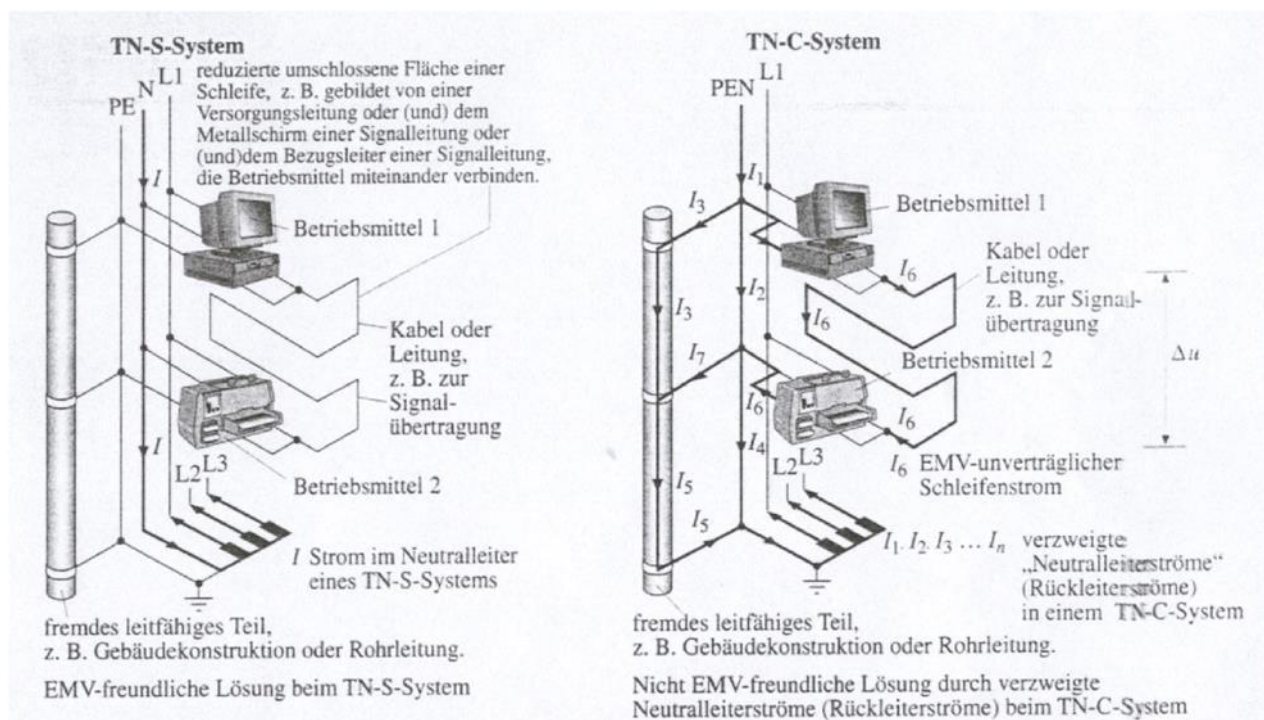 TN-S-System
PE
N
L1
reduzierte umschlossene Fläche einer
Schleife, z. B. gebildet von einer
Versorgungsleitung oder (und) dem
Metallschirm einer Signalleitung oder
(und)dem Bezugsleiter einer Signalleitung,
die Betriebsmittel miteinander verbinden.
I
Betriebsmittel 1
Kabel oder
Leitung,
z. B. zur
Signal-
übertragung
I
L2
L3
Betriebsmittel 2
I Strom im Neutralleiter
eines TN-S-Systems
fremdes leitfähiges Teil,
z. B. Gebäudekonstruktion oder Rohrleitung.
EMV-freundliche Lösung beim TN-S-System
TN-C-System
PEN
L1
I1
I3
Betriebsmittel 1
Kabel oder
Leitung,
z. B. zur Signal-
übertragung
I6
I2
I3
I6
Δu
I7
Betriebsmittel 2
I6
I6
I4
L2
L3
I6 EMV-unverträglicher
Schleifenstrom
I5
I5
I1, I2, I3 … In verzweigte
„Neutralleiterströme“
(Rückleiterströme)
in einem TN-C-System
fremdes leitfähiges Teil,
z. B. Gebäudekonstruktion oder Rohrleitung.
Nicht EMV-freundliche Lösung durch verzweigte
Neutralleiterströme (Rückleiterströme) beim TN-C-System